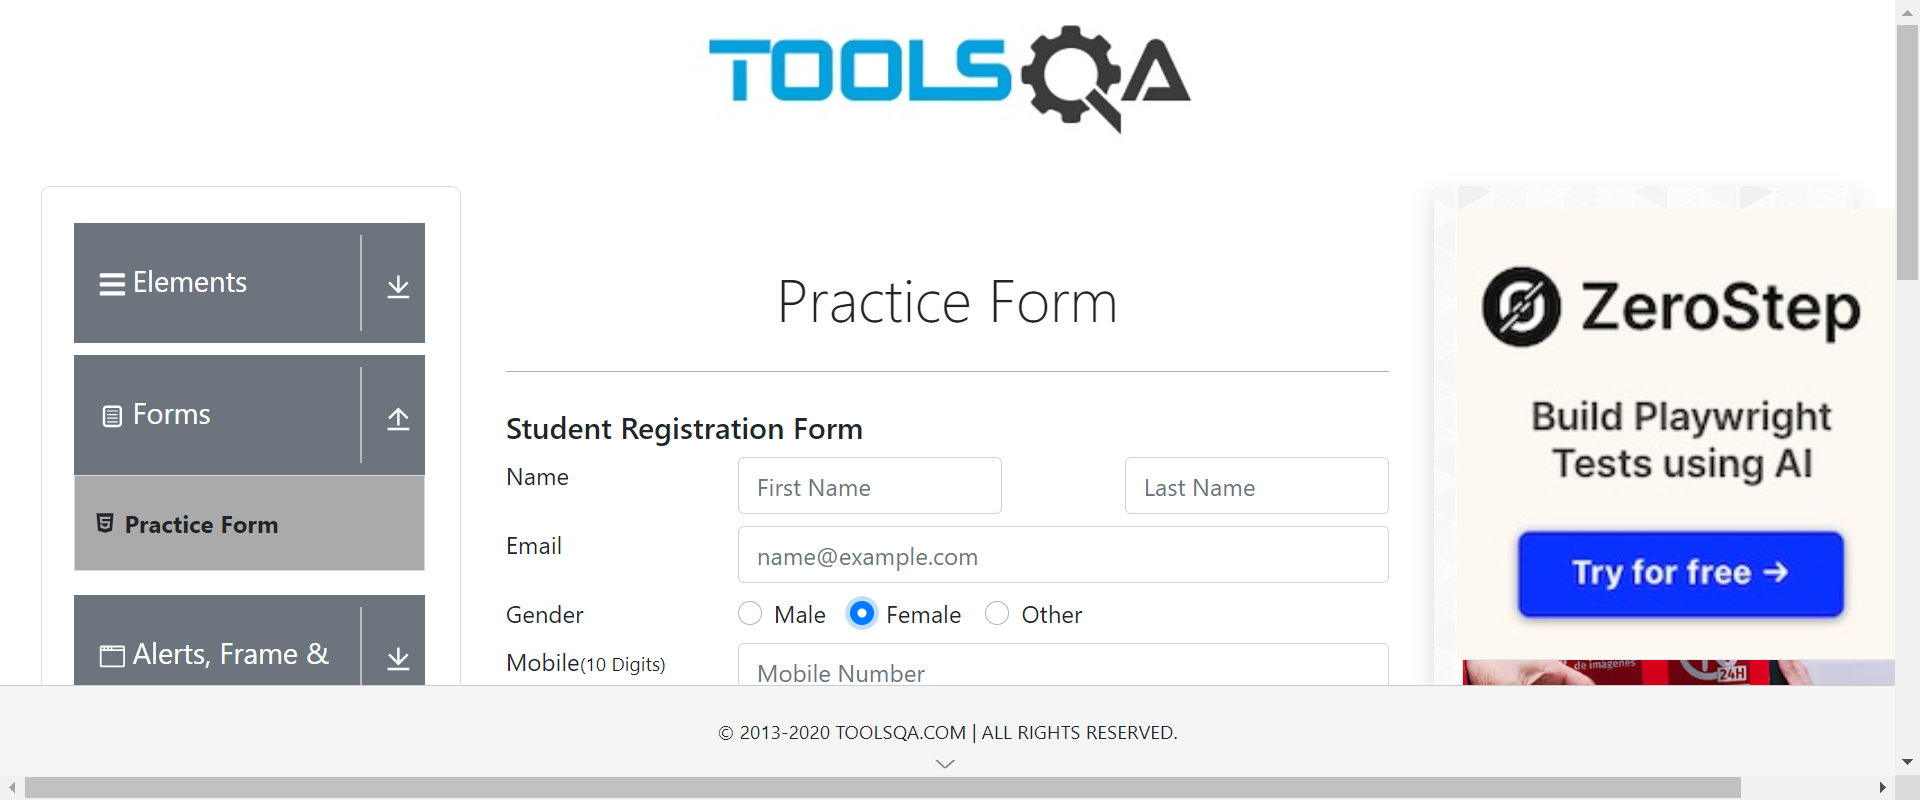 TOOLSQA
Elements
Forms
Practice Form
Alerts, Frame &
Practice Form
Student Registration Form
Name
First Name
Last Name
Email
name@example.com
Gender
Male
Female
Other
Mobile(10 Digits)
Mobile Number
ZeroStep
Build Playwright
Tests using AI
Try for free →
de imagenes
24H
© 2013-2020 TOOLSQA.COM | ALL RIGHTS RESERVED.